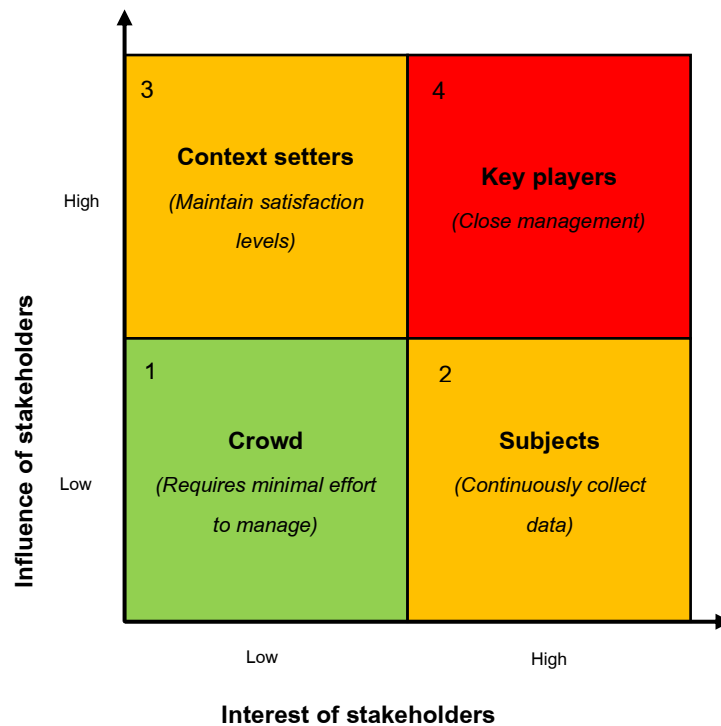 3
Context setters
(Maintain satisfaction
levels)
4
Key players
(Close management)
High
1
Crowd
(Requires minimal effort
to manage)
2
Subjects
(Continuously collect
data)
Low
Influence of stakeholders
Low
High
Interest of stakeholders